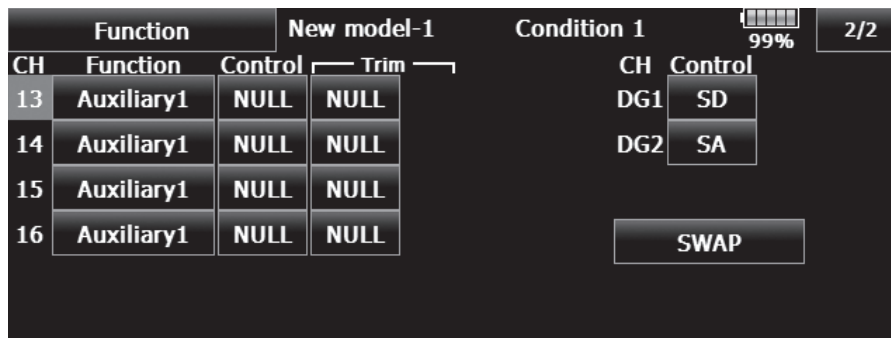 Function New model-1 Condition 1 99% 2/2
CH Function Control Trim CH Control
13 Auxiliary1 NULL NULL DG1 SD
14 Auxiliary1 NULL NULL DG2 SA
15 Auxiliary1 NULL NULL
16 Auxiliary1 NULL NULL SWAP